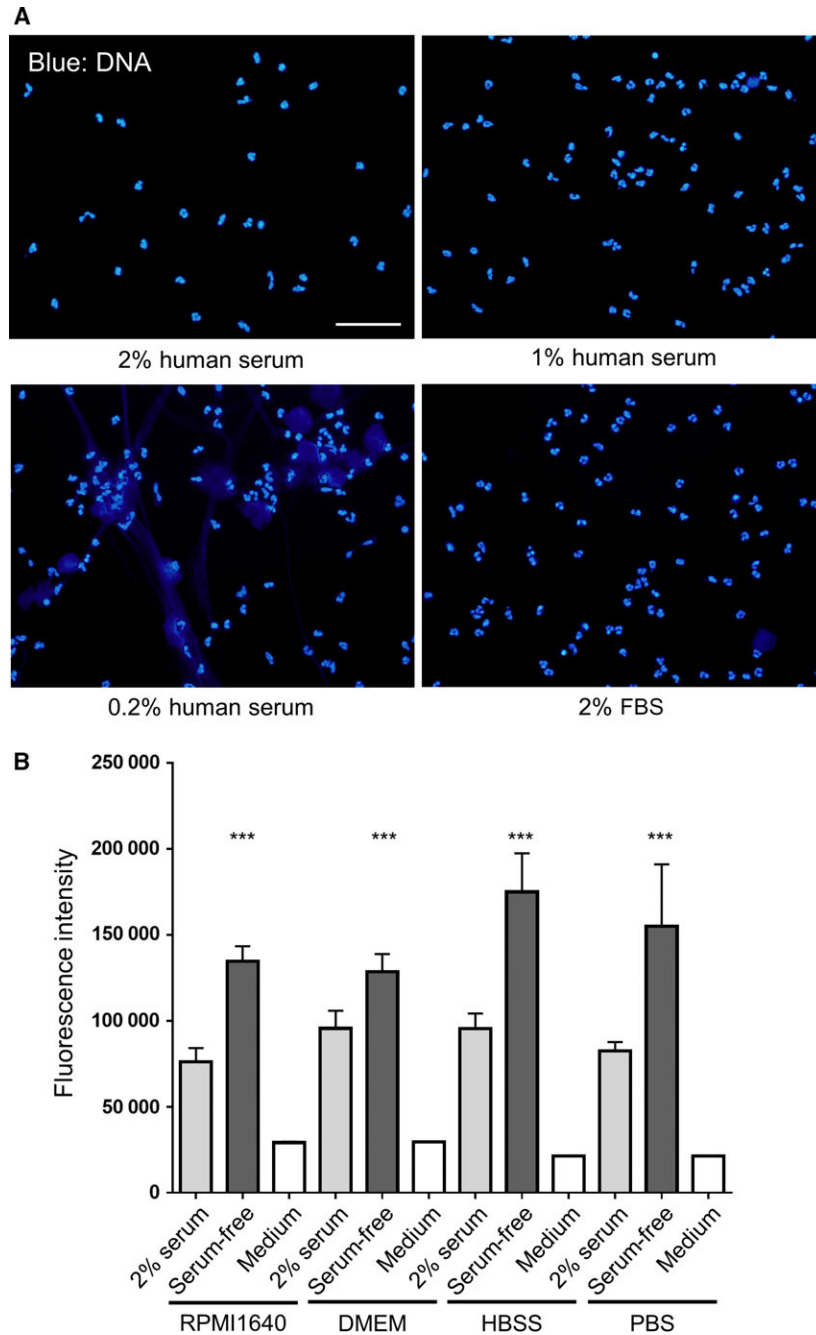 A
Blue: DNA
2% human serum
1% human serum
0.2% human serum
2% FBS
B
250 000
200 000
150 000
100 000
50 000
0
Fluorescence intensity
*** *** *** ***
2% serum Serum-free Medium 2% serum Serum-free Medium 2% serum Serum-free Medium 2% serum Serum-free Medium
RPMI1640 DMEM HBSS PBS